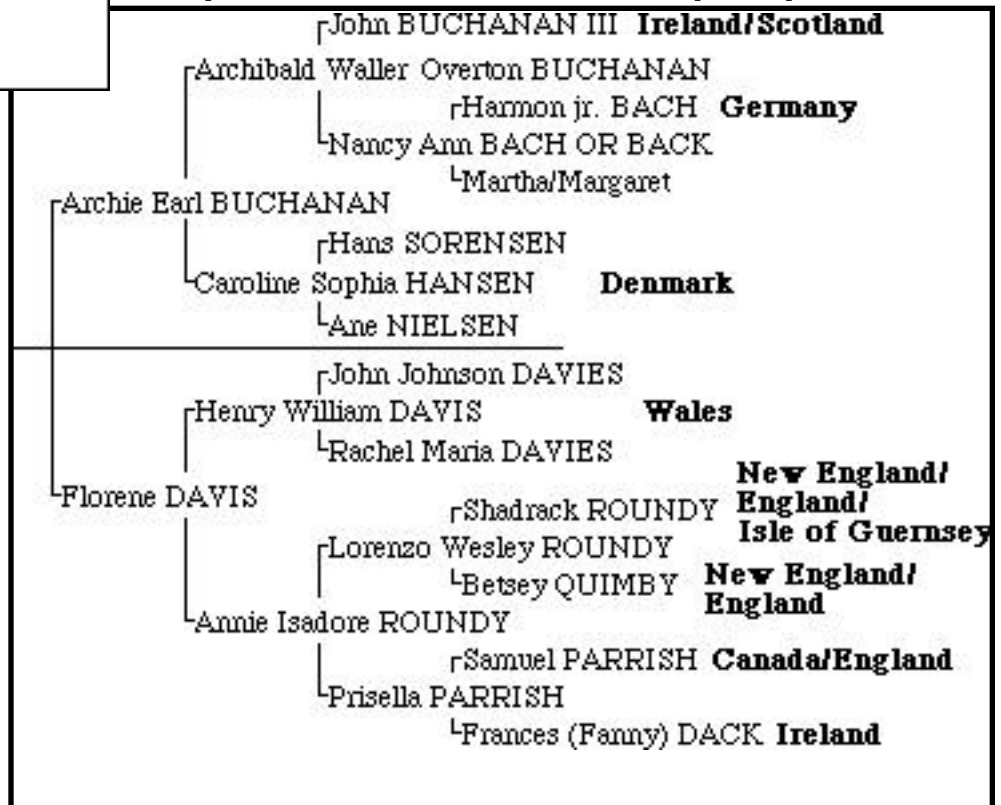 John BUCHANAN III Ireland/Scotland
Archibald Waller Overton BUCHANAN
Harmon jr. BACH Germany
Nancy Ann BACH OR BACK
Martha/Margaret
Archie Earl BUCHANAN
Hans SORENSEN
Caroline Sophia HANSEN Denmark
Ane NIELSEN
John Johnson DAVIES
Henry William DAVIS Wales
Rachel Maria DAVIES
Florene DAVIS
New England/
Shadrack ROUNDY England/
Isle of Guernsey
Lorenzo Wesley ROUNDY
Betsey QUIMBY New England/
England
Annie Isadore ROUNDY
Samuel PARRISH Canada/England
Prisella PARRISH
Frances (Fanny) DACK Ireland